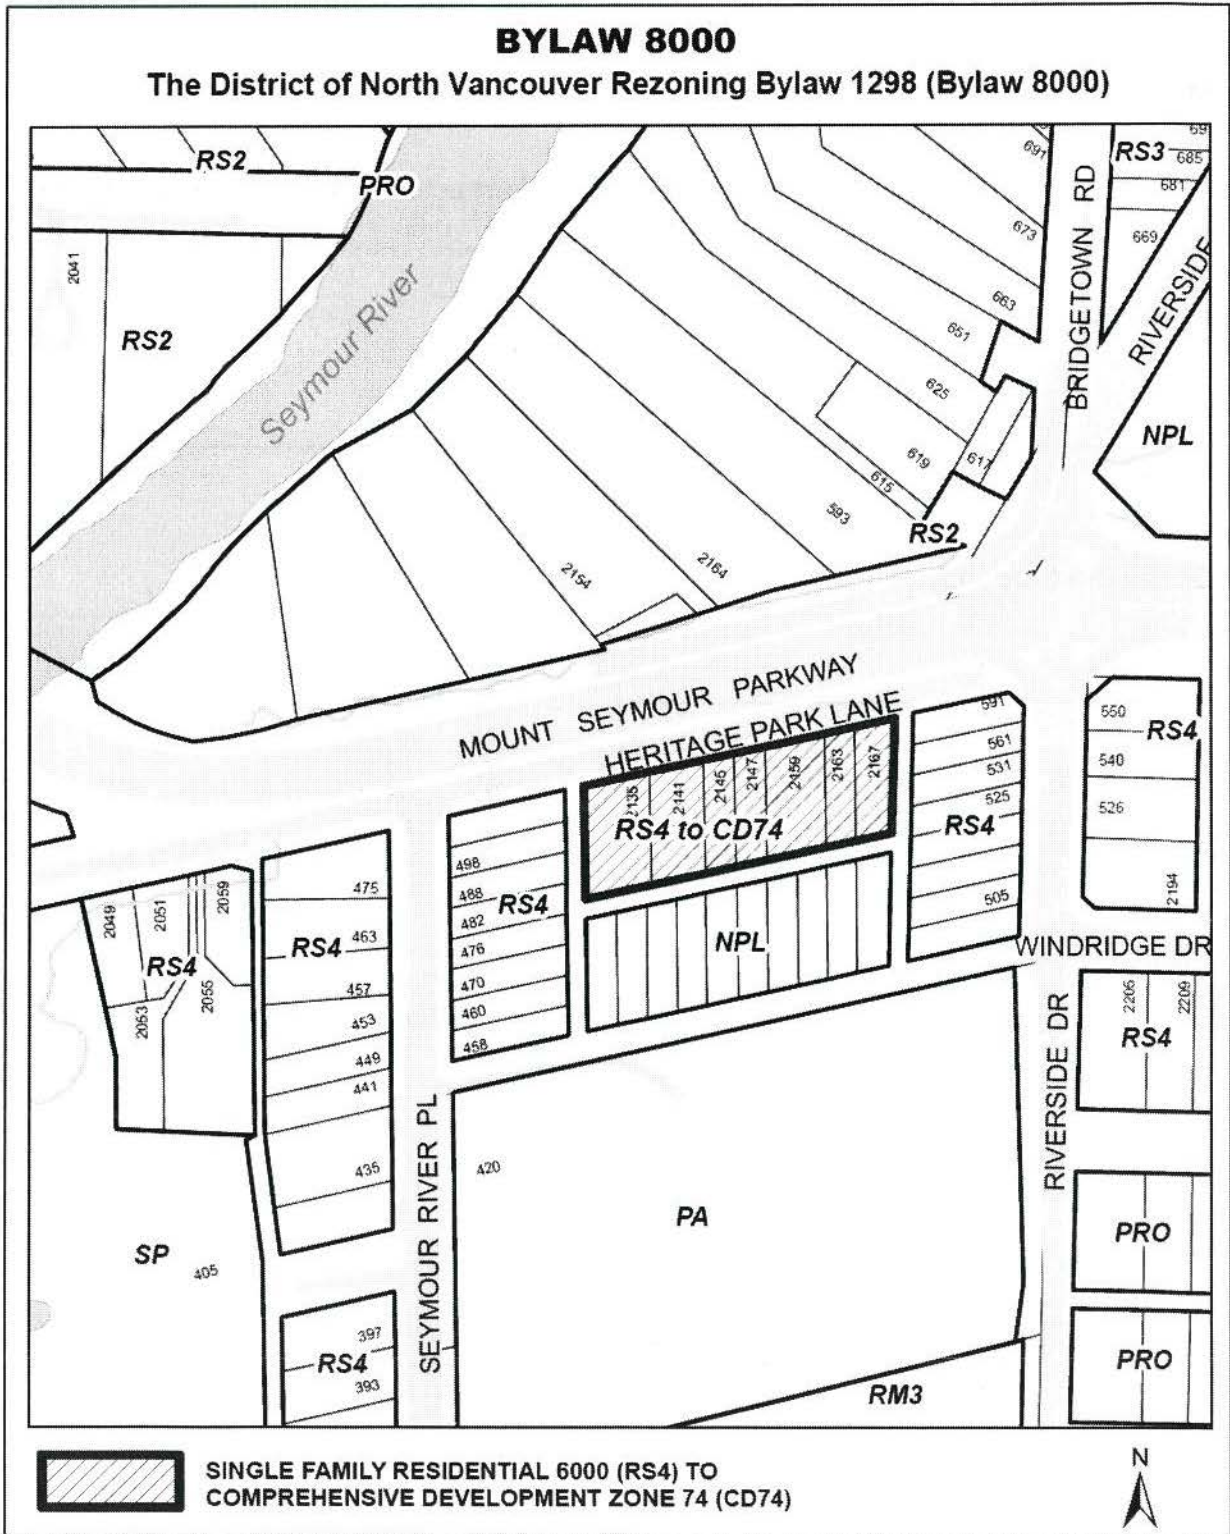 BYLAW 8000
The District of North Vancouver Rezoning Bylaw 1298 (Bylaw 8000)
RS2
PRO
691
RS3
69
685
681
669
2041
RS2
Seymour River
673
663
651
BRIDGETOWN RD
RIVERSIDE
NPL
625
619
617
615
593
RS2
2154
2164
MOUNT SEYMOUR PARKWAY
HERITAGE PARK LANE
2135
2141
2145
2147
2159
2163
2167
RS4 to CD74
591
561
531
525
RS4
505
550
RS4
540
526
2194
498
488
482
RS4
476
470
460
458
NPL
475
463
RS4
457
453
449
441
435
2049
2051
2059
RS4
2053
2055
WINDRIDGE DR
2205
2209
RS4
RIVERSIDE DR
SEYMOUR RIVER PL
420
PA
SP
405
PRO
397
RS4
393
PRO
RM3
SINGLE FAMILY RESIDENTIAL 6000 (RS4) TO
COMPREHENSIVE DEVELOPMENT ZONE 74 (CD74)
N